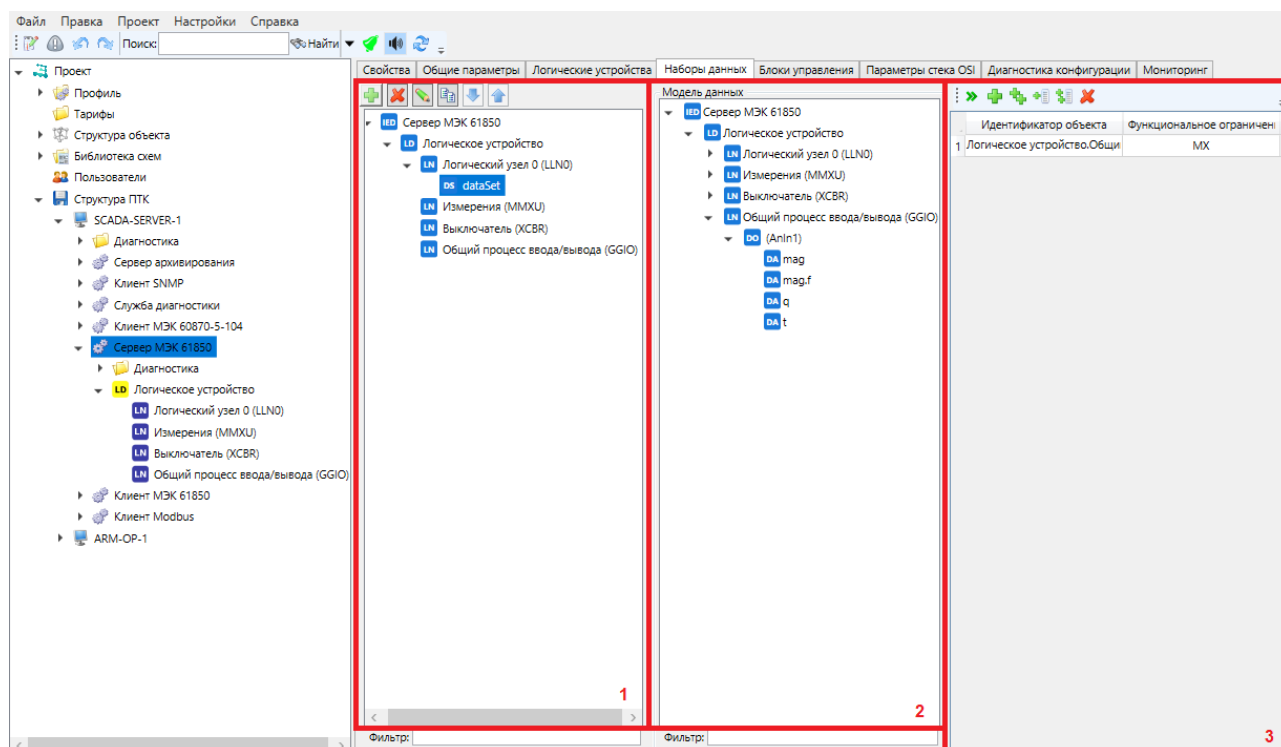 Файл Правка Проект Настройки Справка
Поиск: Найти
Проект
Профиль
Тарифы
Структура объекта
Библиотека схем
Пользователи
Структура ПТК
SCADA-SERVER-1
Диагностика
Сервер архивирования
Клиент SNMP
Служба диагностики
Клиент МЭК 60870-5-104
Сервер МЭК 61850
Диагностика
LD Логическое устройство
LN Логический узел 0 (LLN0)
LN Измерения (MMXU)
LN Выключатель (XCBR)
LN Общий процесс ввода/вывода (GGIO)
Клиент МЭК 61850
Клиент Modbus
ARM-OP-1
Свойства Общие параметры Логические устройства Наборы данных Блоки управления Параметры стека OSI Диагностика конфигурации Мониторинг
IED Сервер МЭК 61850
LD Логическое устройство
LN Логический узел 0 (LLN0)
DS dataSet
LN Измерения (MMXU)
LN Выключатель (XCBR)
LN Общий процесс ввода/вывода (GGIO)
1
Фильтр:
Модель данных
IED Сервер МЭК 61850
LD Логическое устройство
LN Логический узел 0 (LLN0)
LN Измерения (MMXU)
LN Выключатель (XCBR)
LN Общий процесс ввода/вывода (GGIO)
DO (AnIn1)
DA mag
DA mag.f
DA q
DA t
2
Фильтр:
Идентификатор объекта Функциональное ограничени
1 Логическое устройство.Общи MX
3